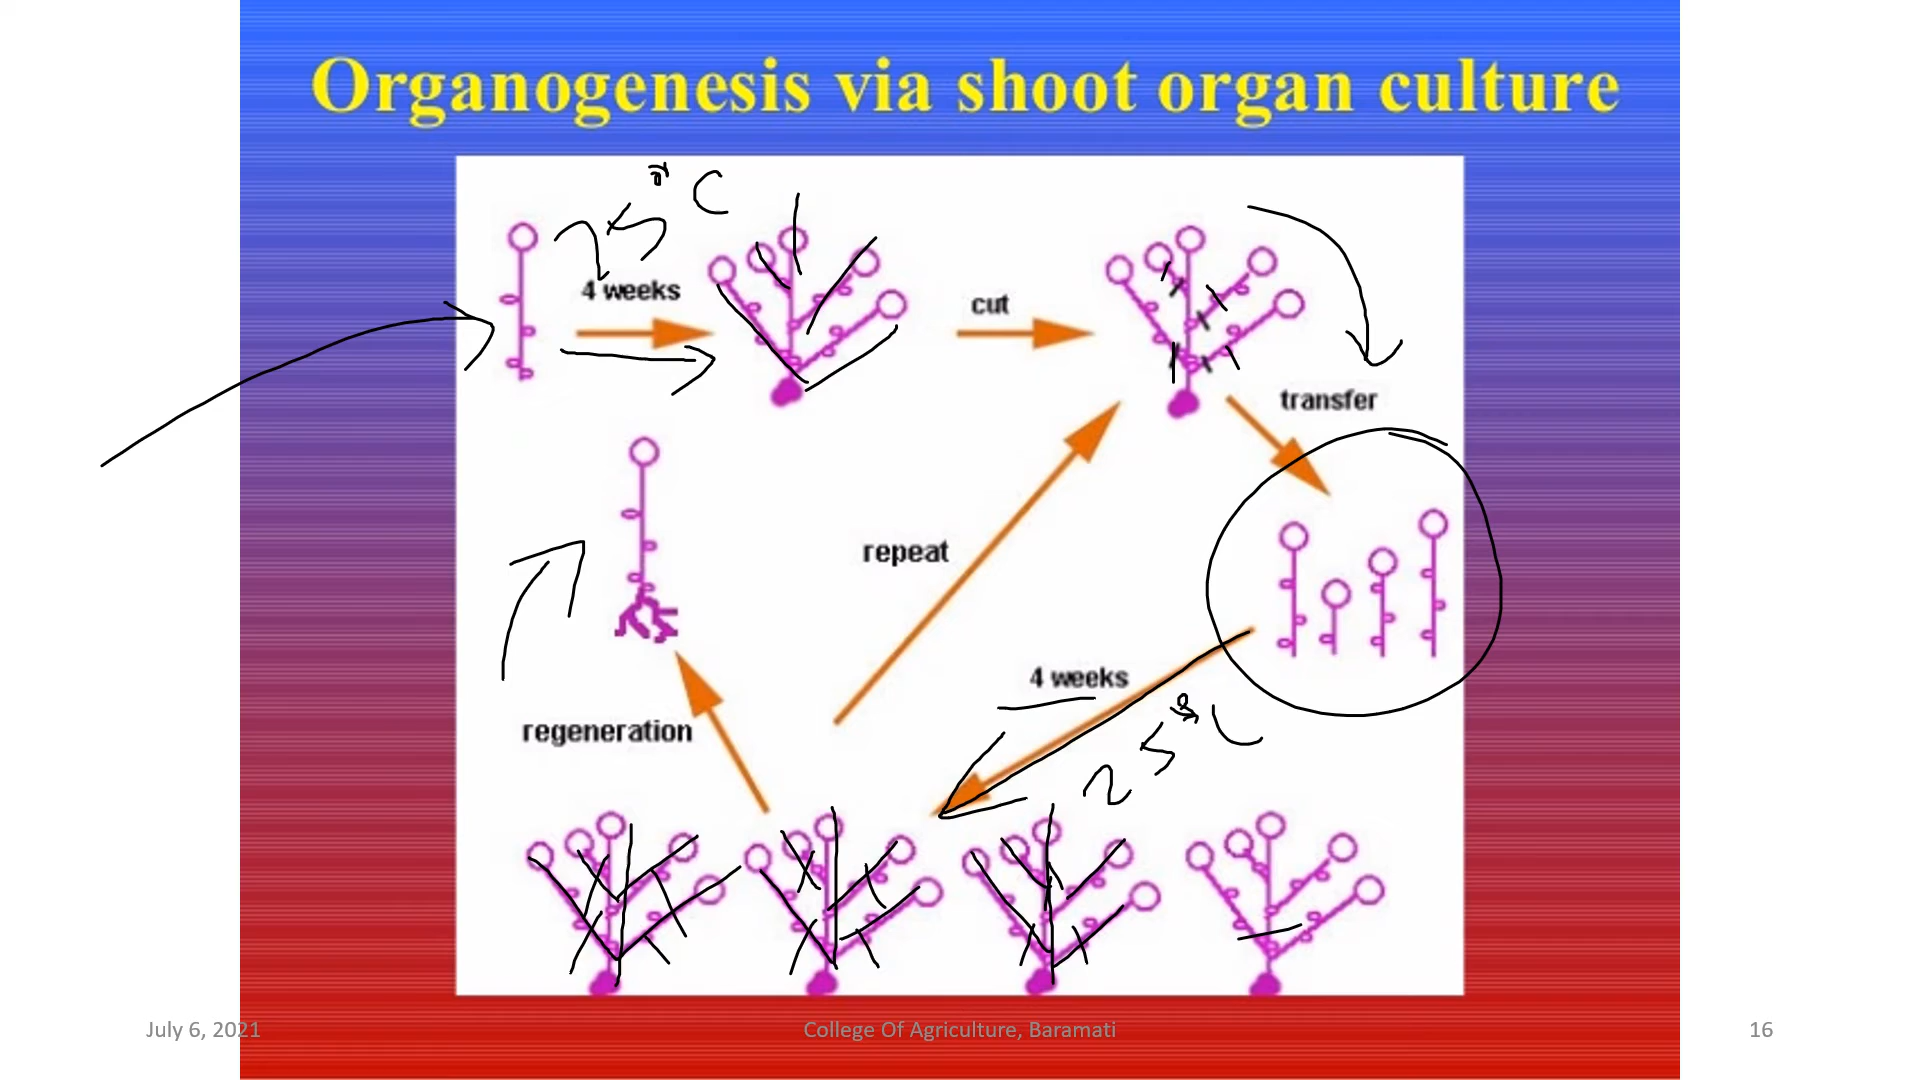 Organogenesis via shoot organ culture
25°C
4 weeks
cut
transfer
repeat
4 weeks
25°C
regeneration
July 6, 2021
College Of Agriculture, Baramati
16